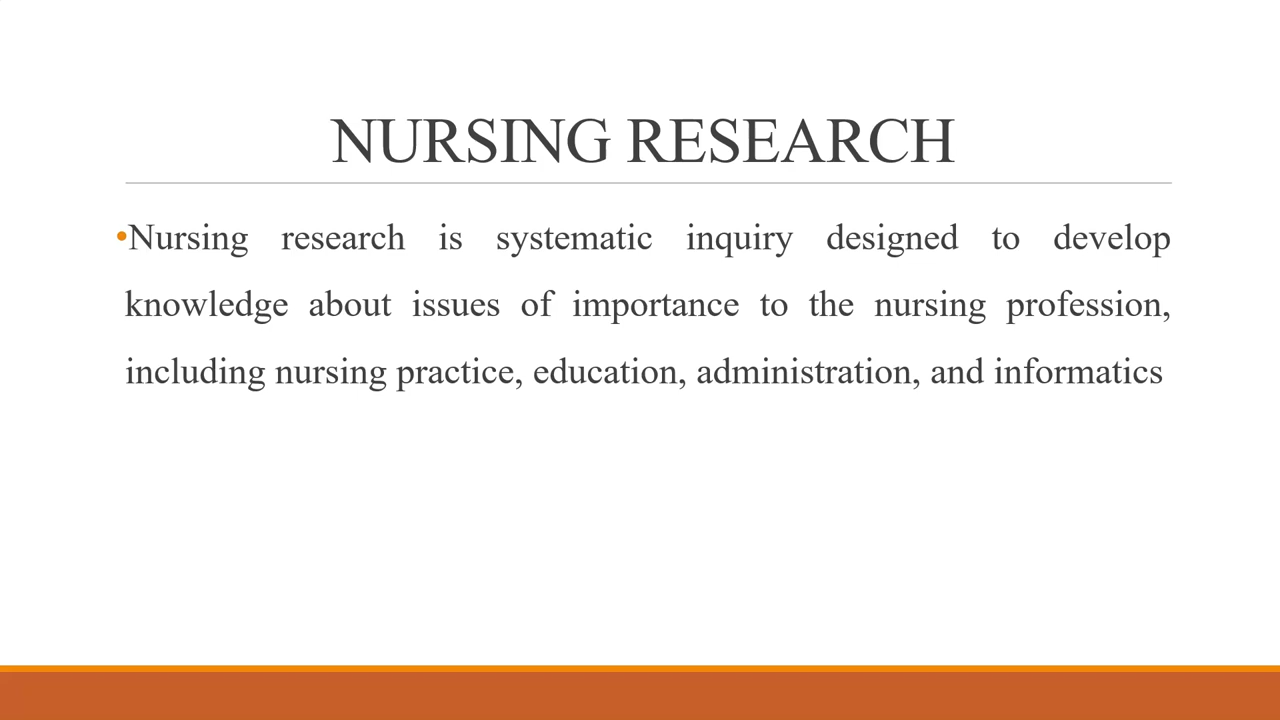 NURSING RESEARCH
•Nursing research is systematic inquiry designed to develop
knowledge about issues of importance to the nursing profession,
including nursing practice, education, administration, and informatics